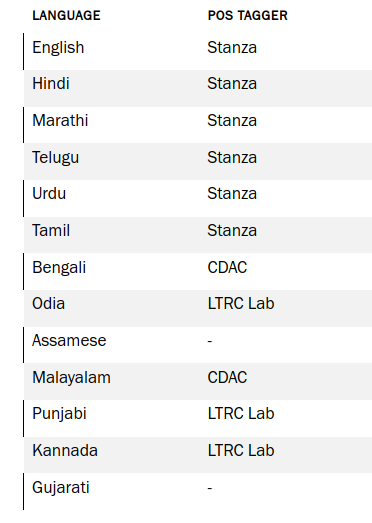 LANGUAGE POS TAGGER
English Stanza
Hindi Stanza
Marathi Stanza
Telugu Stanza
Urdu Stanza
Tamil Stanza
Bengali CDAC
Odia LTRC Lab
Assamese -
Malayalam CDAC
Punjabi LTRC Lab
Kannada LTRC Lab
Gujarati -